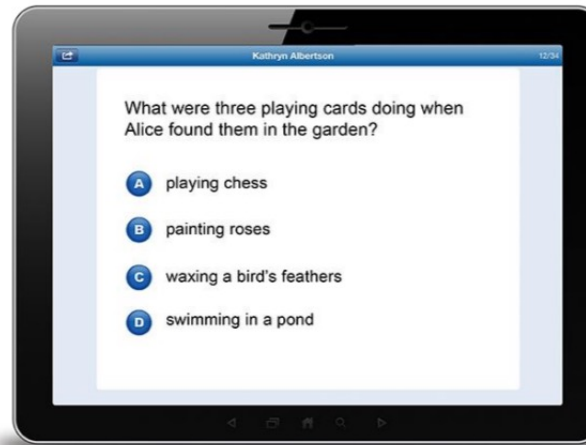 Kathryn Albertson
12/34
What were three playing cards doing when
Alice found them in the garden?
A playing chess
B painting roses
C waxing a bird's feathers
D swimming in a pond